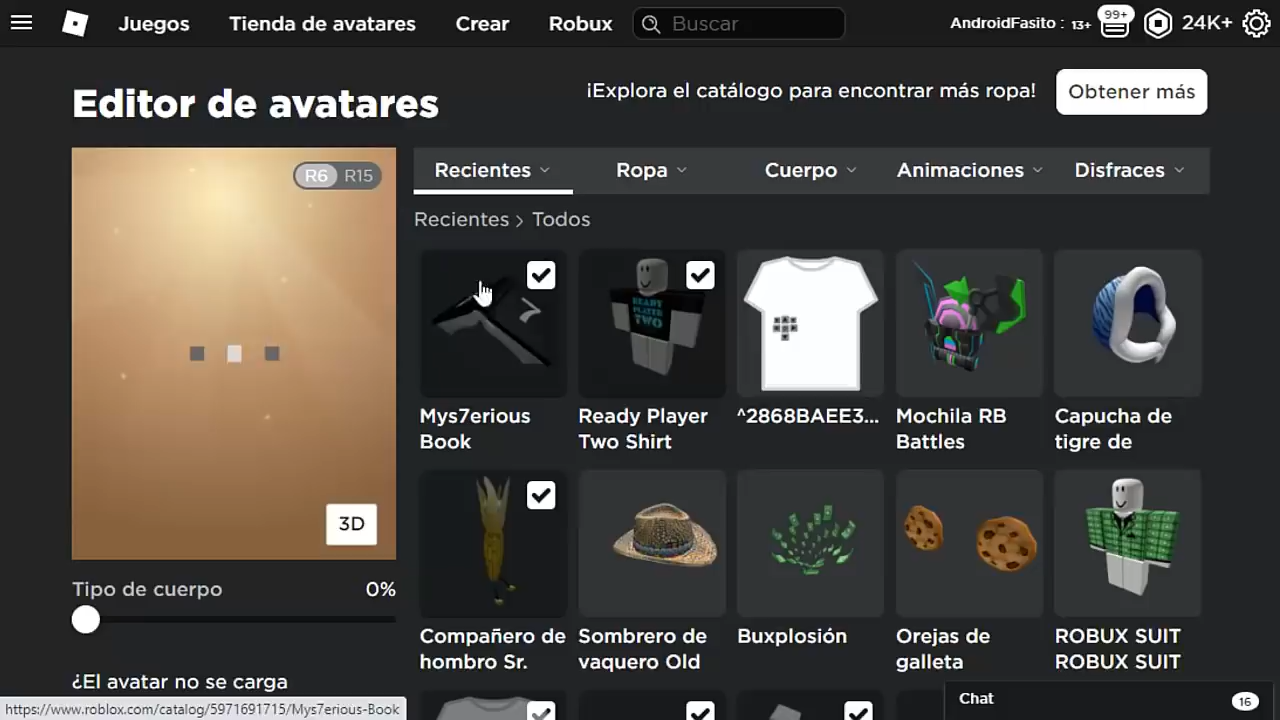 Juegos
Tienda de avatares
Crear
Robux
Buscar
AndroidFasito : 13+
99+
24K+
Editor de avatares
¡Explora el catálogo para encontrar más ropa!
Obtener más
R6 R15
Recientes
Ropa
Cuerpo
Animaciones
Disfraces
Recientes > Todos
7
READY
PLAYER
TWO
Mys7erious
Book
Ready Player
Two Shirt
^2868BAEE3...
Mochila RB
Battles
Capucha de
tigre de
3D
Tipo de cuerpo
0%
Compañero de
hombro Sr.
Sombrero de
vaquero Old
Buxplosión
Orejas de
galleta
ROBUX SUIT
ROBUX SUIT
¿El avatar no se carga
https://www.roblox.com/catalog/5971691715/Mys7erious-Book
Chat
16